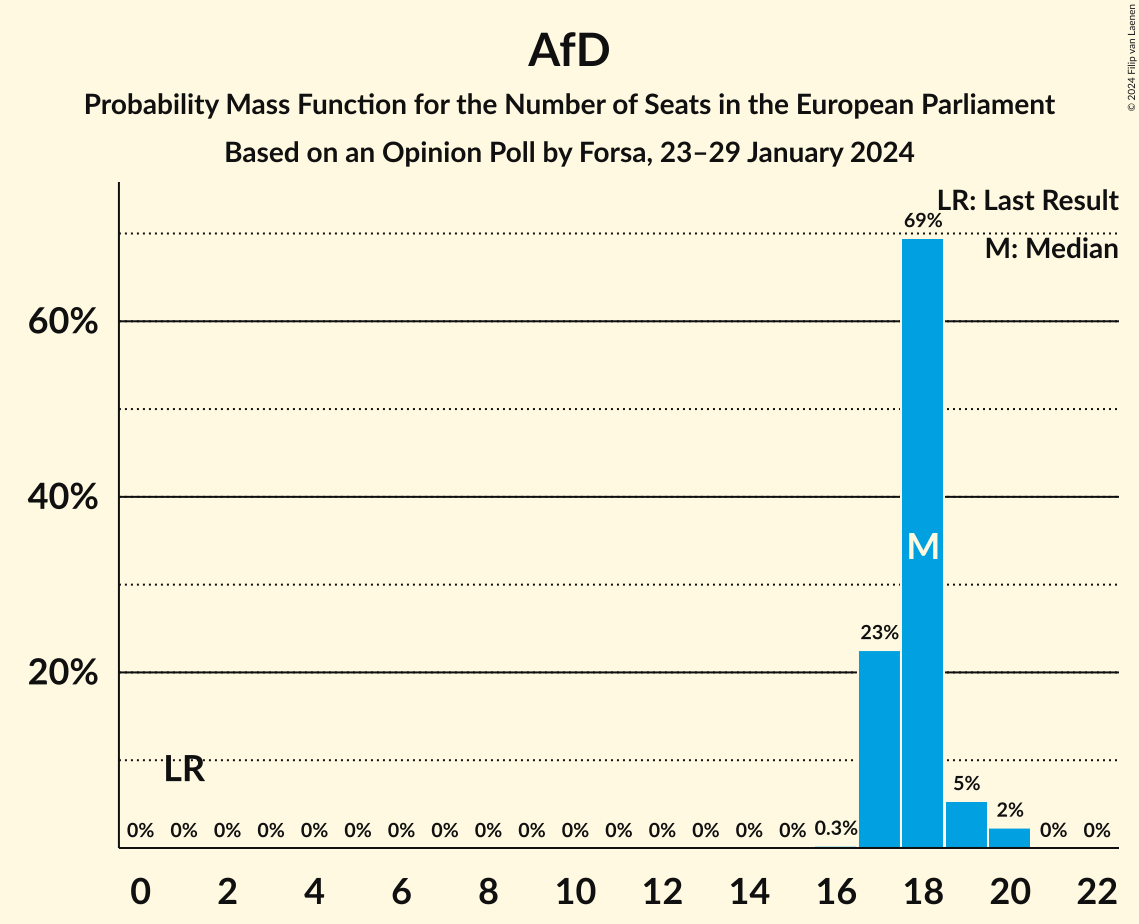 AfD
Probability Mass Function for the Number of Seats in the European Parliament
Based on an Opinion Poll by Forsa, 23–29 January 2024
© 2024 Filip van Laenen
LR: Last Result
M: Median
69%
60%
40%
M
23%
20%
LR
5%
2%
0% 0% 0% 0% 0% 0% 0% 0% 0% 0% 0% 0% 0% 0% 0% 0% 0.3% 0% 0%
0 2 4 6 8 10 12 14 16 18 20 22